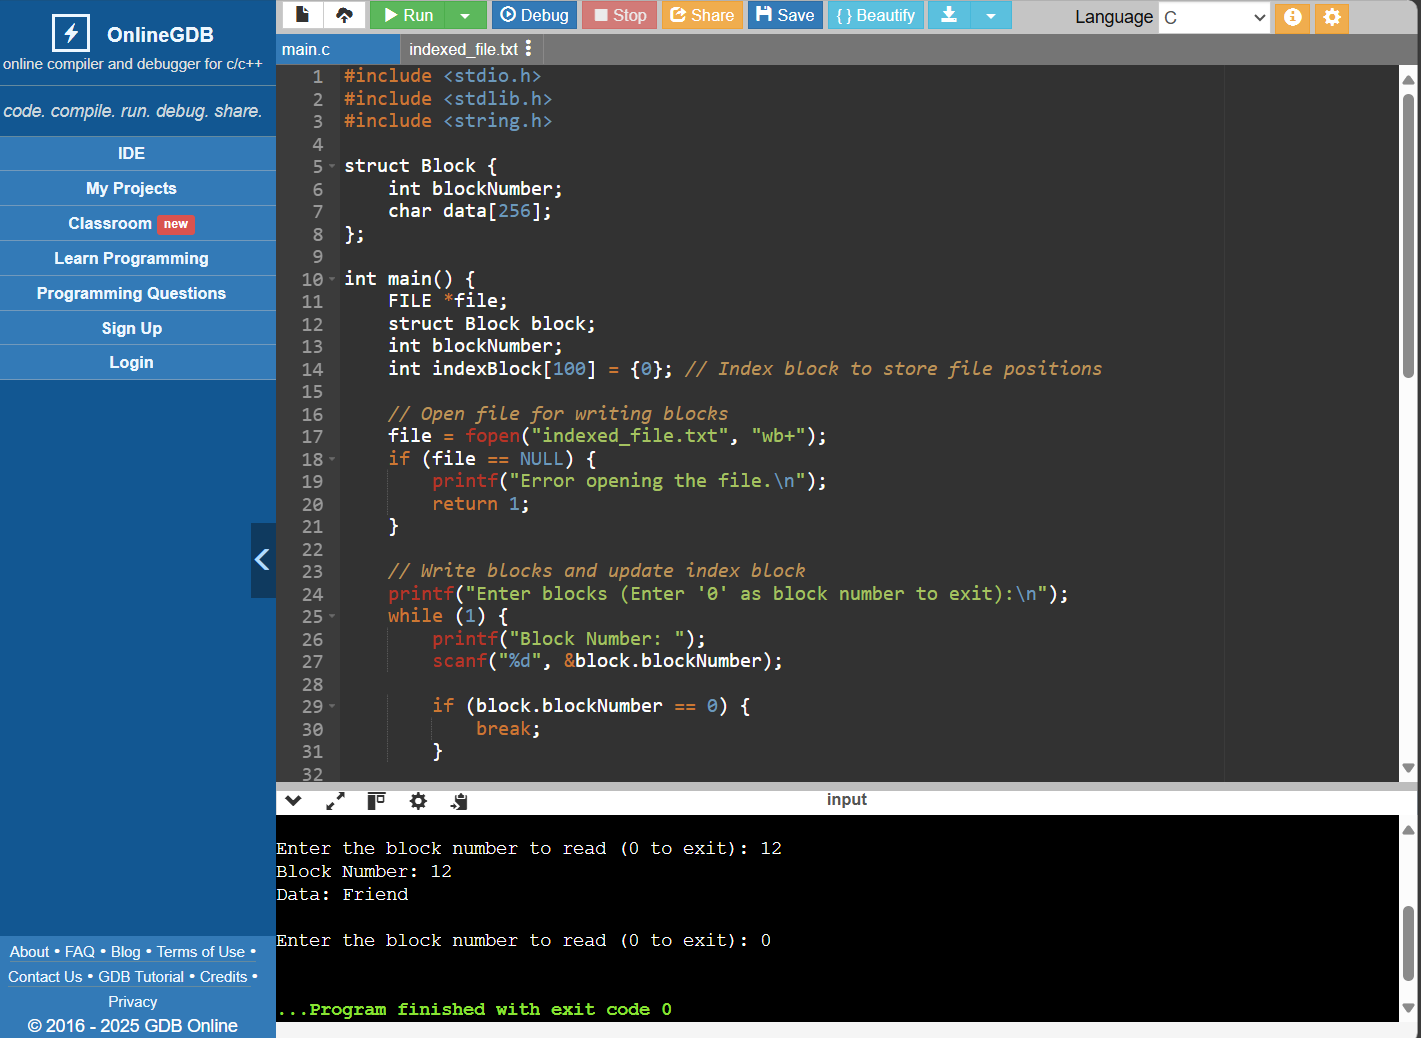 OnlineGDB
online compiler and debugger for c/c++
code. compile. run. debug. share.
IDE
My Projects
Classroom new
Learn Programming
Programming Questions
Sign Up
Login
About • FAQ • Blog • Terms of Use •
Contact Us • GDB Tutorial • Credits •
Privacy
© 2016 - 2025 GDB Online
Run Debug Stop Share Save { } Beautify Language C
main.c indexed_file.txt
1 #include <stdio.h>
2 #include <stdlib.h>
3 #include <string.h>
4
5 struct Block {
6     int blockNumber;
7     char data[256];
8 };
9
10 int main() {
11     FILE *file;
12     struct Block block;
13     int blockNumber;
14     int indexBlock[100] = {0}; // Index block to store file positions
15
16     // Open file for writing blocks
17     file = fopen("indexed_file.txt", "wb+");
18     if (file == NULL) {
19         printf("Error opening the file.\n");
20         return 1;
21     }
22
23     // Write blocks and update index block
24     printf("Enter blocks (Enter '0' as block number to exit):\n");
25     while (1) {
26         printf("Block Number: ");
27         scanf("%d", &block.blockNumber);
28
29         if (block.blockNumber == 0) {
30             break;
31         }
32
input
Enter the block number to read (0 to exit): 12
Block Number: 12
Data: Friend
Enter the block number to read (0 to exit): 0
...Program finished with exit code 0